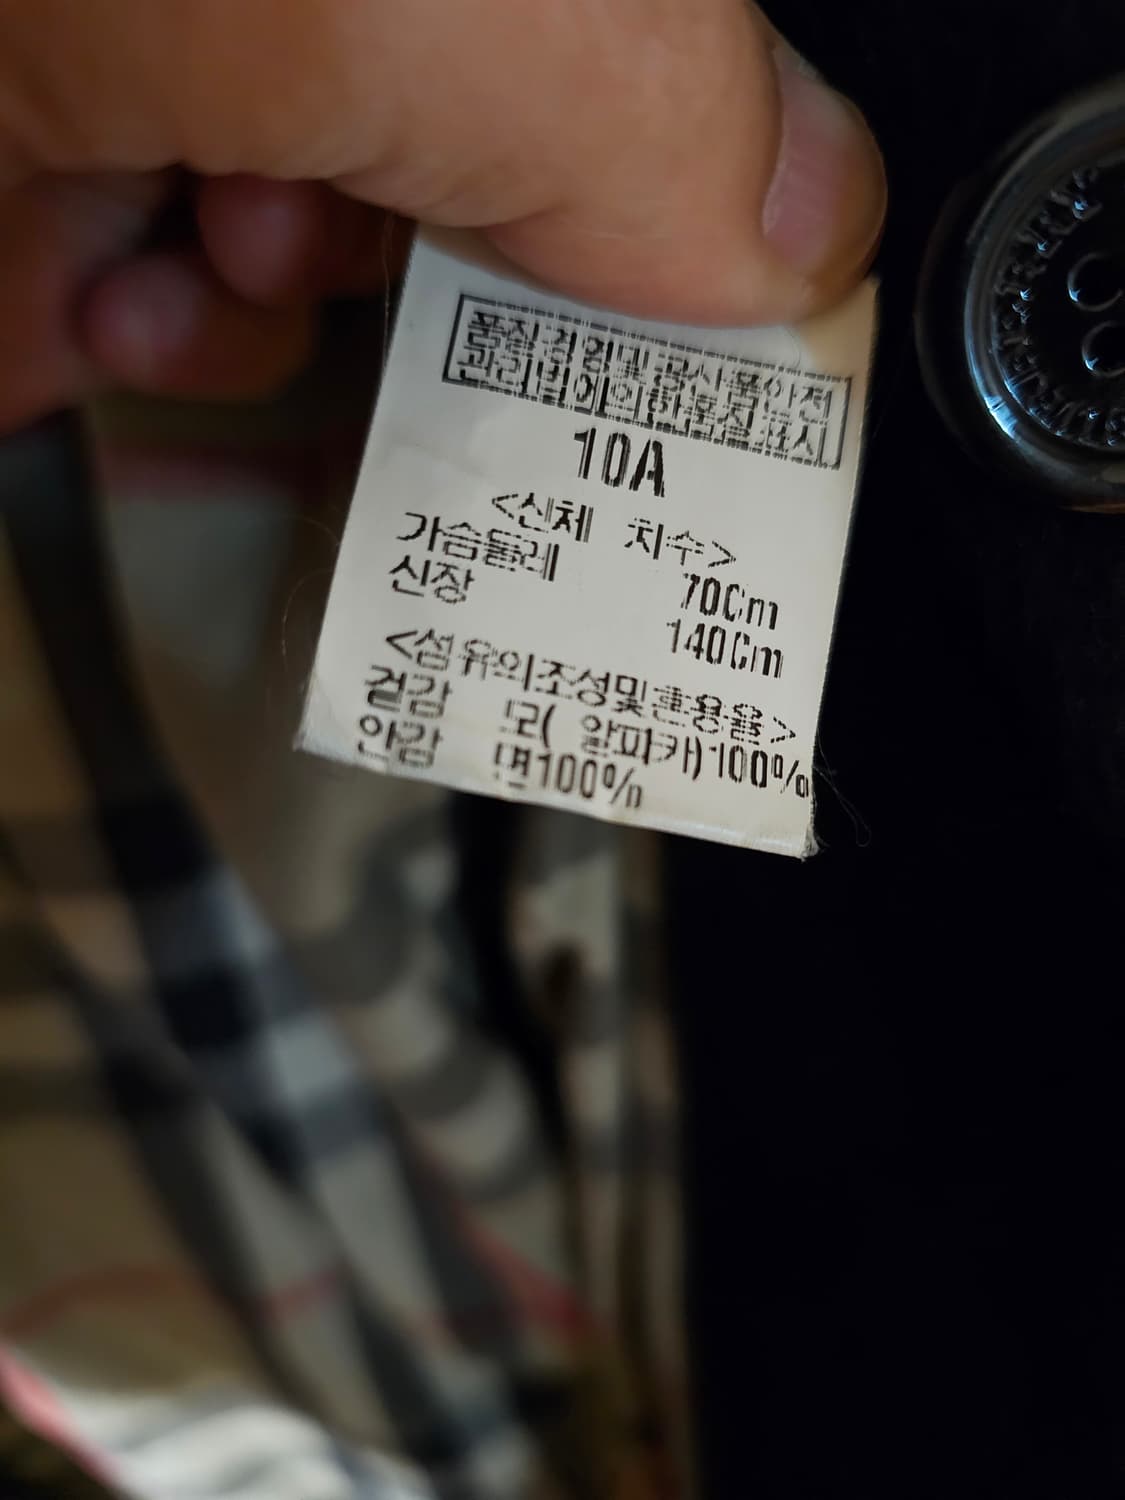 품질경영및공산품안전
관리법에의한품질표시
10A
<신체 치수>
가슴둘레 70Cm
신장 140Cm
<섬유의조성및혼용율>
겉감 모( 알파카)100%
안감 면100%